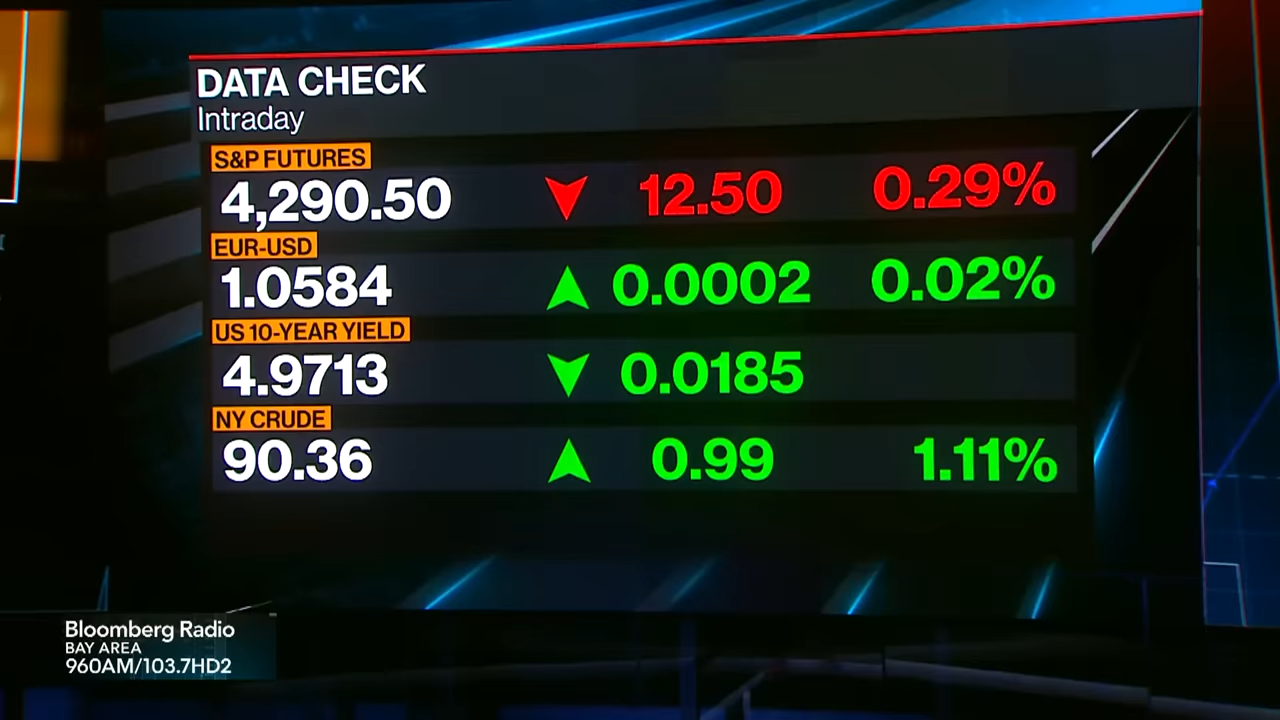 DATA CHECK
Intraday
S&P FUTURES
4,290.50 12.50 0.29%
EUR-USD
1.0584 0.0002 0.02%
US 10-YEAR YIELD
4.9713 0.0185
NY CRUDE
90.36 0.99 1.11%
Bloomberg Radio
BAY AREA
960AM/103.7HD2